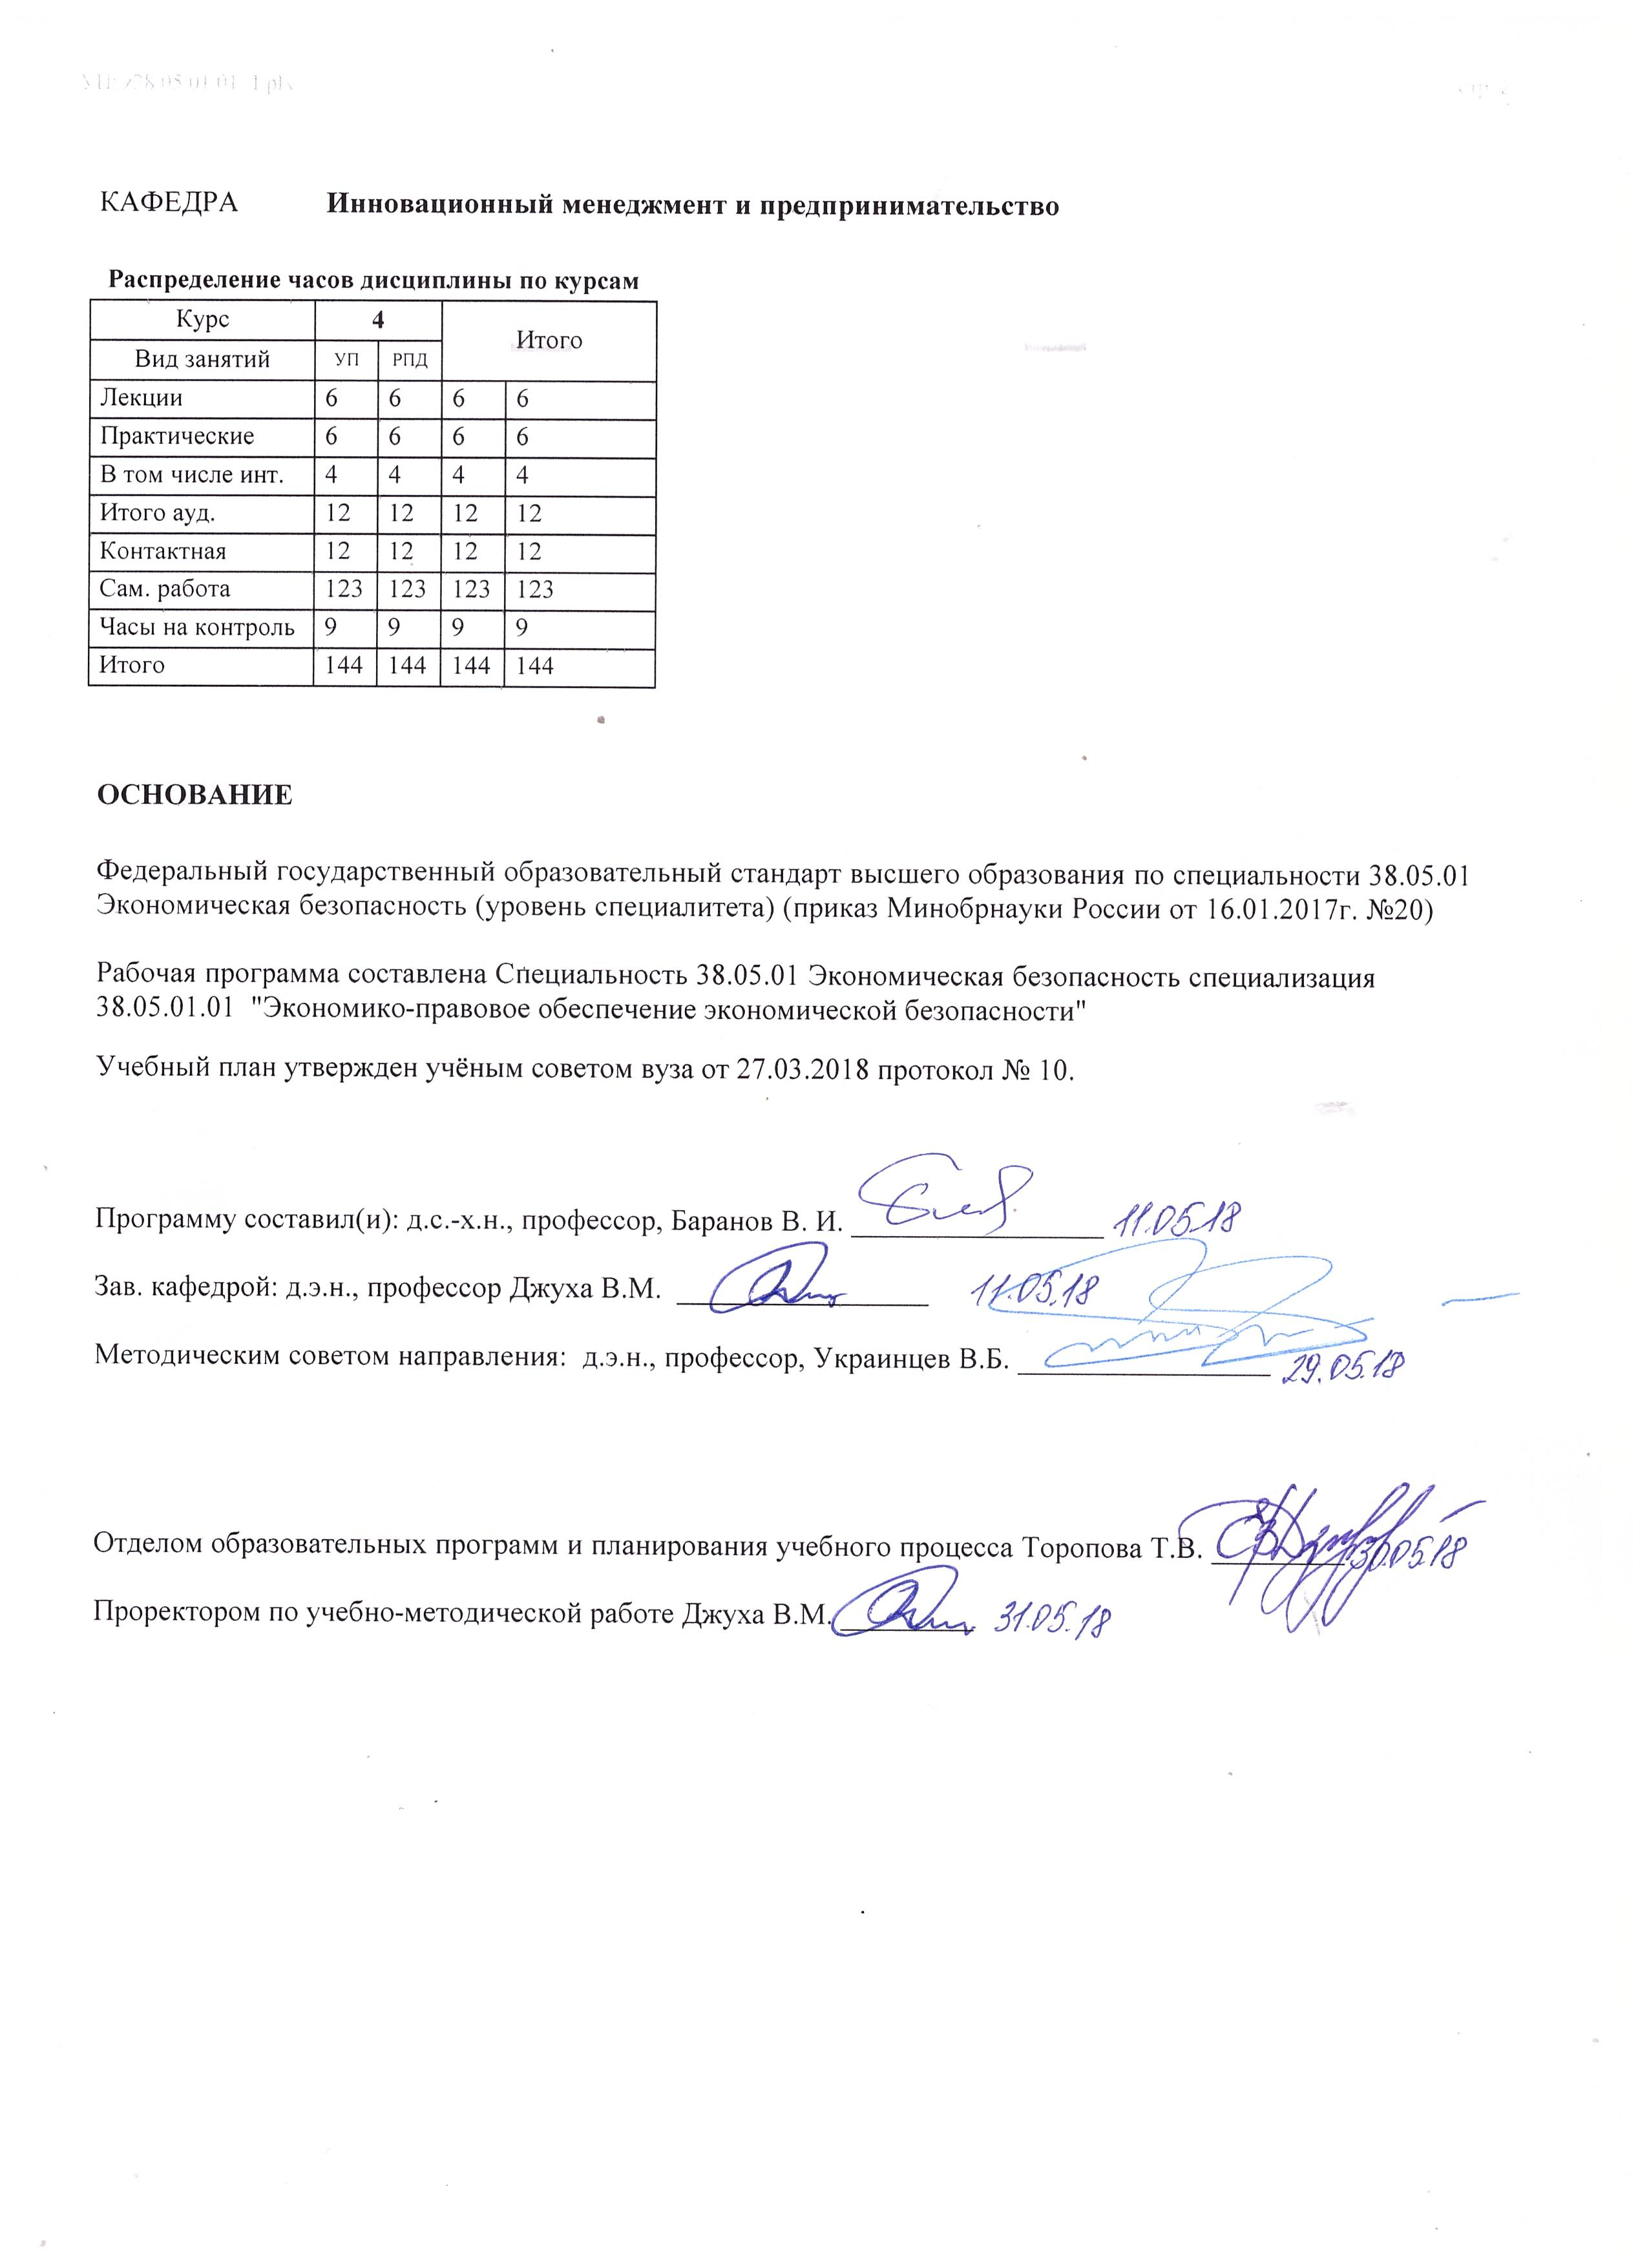 КАФЕДРА Инновационный менеджмент и предпринимательство
Распределение часов дисциплины по курсам
Курс 4 Итого
Вид занятий УП РПД
Лекции 6 6 6 6
Практические 6 6 6 6
В том числе инт. 4 4 4 4
Итого ауд. 12 12 12 12
Контактная 12 12 12 12
Сам. работа 123 123 123 123
Часы на контроль 9 9 9 9
Итого 144 144 144 144
ОСНОВАНИЕ
Федеральный государственный образовательный стандарт высшего образования по специальности 38.05.01
Экономическая безопасность (уровень специалитета) (приказ Минобрнауки России от 16.01.2017г. №20)
Рабочая программа составлена Специальность 38.05.01 Экономическая безопасность специализация
38.05.01.01 "Экономико-правовое обеспечение экономической безопасности"
Учебный план утвержден учёным советом вуза от 27.03.2018 протокол № 10.
Программу составил(и): д.с.-х.н., профессор, Баранов В. И. 11.05.18
Зав. кафедрой: д.э.н., профессор Джуха В.М. 11.05.18
Методическим советом направления: д.э.н., профессор, Украинцев В.Б. 29.05.18
Отделом образовательных программ и планирования учебного процесса Торопова Т.В. 30.05.18
Проректором по учебно-методической работе Джуха В.М. 31.05.18